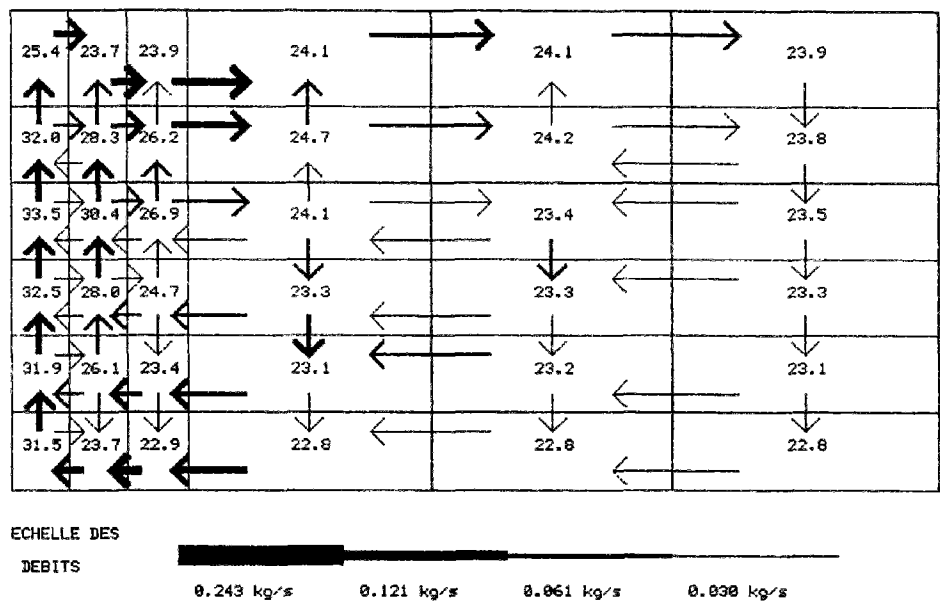 25.4 23.7 23.9 24.1 24.1 23.9
32.0 28.3 26.2 24.7 24.2 23.8
33.5 30.4 26.9 24.1 23.4 23.5
32.5 28.0 24.7 23.3 23.3 23.3
31.9 26.1 23.4 23.1 23.2 23.1
31.5 23.7 22.9 22.8 22.8 22.8
ECHELLE DES
DEBITS
0.243 kg/s 0.121 kg/s 0.061 kg/s 0.030 kg/s